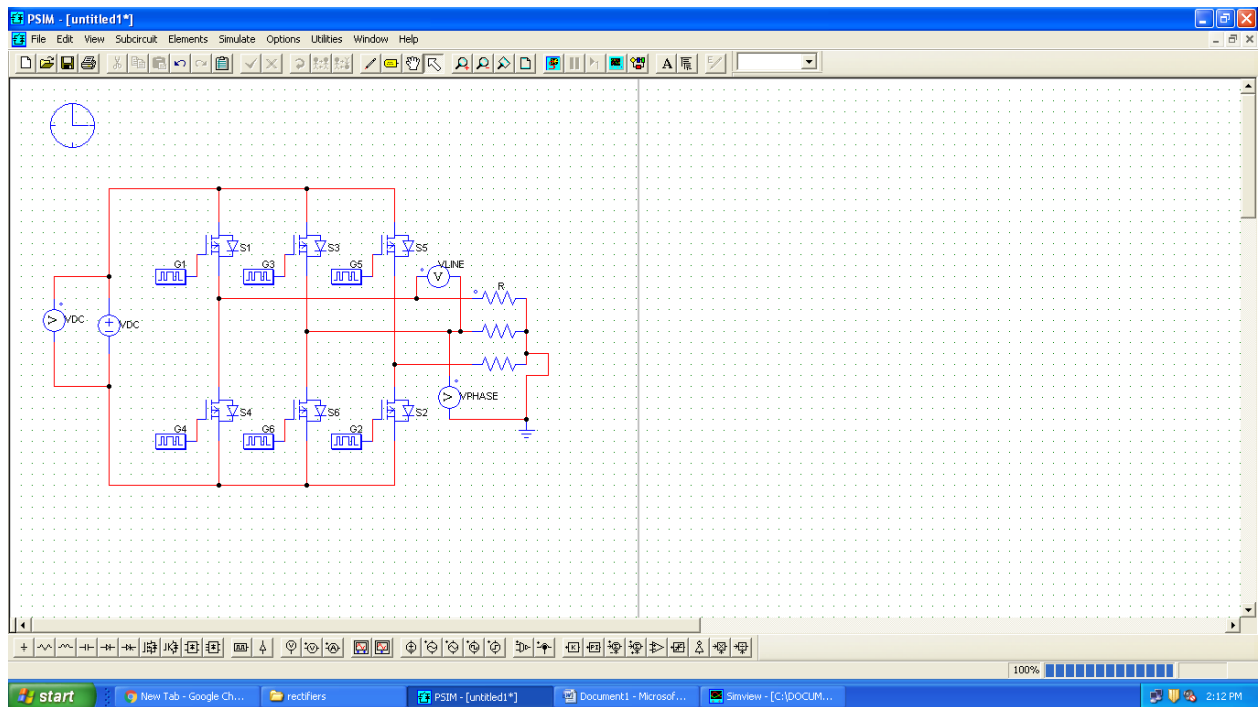 PSIM - [untitled1*]
File Edit View Subcircuit Elements Simulate Options Utilities Window Help
A
S1
S3
S5
G1
G3
G5
VLINE
V
R
V
VDC
VDC
V
VPHASE
S4
S6
S2
G4
G6
G2
100%
start
New Tab - Google Ch...
rectifiers
PSIM - [untitled1*]
Document1 - Microsof...
Simview - [C:\DOCUM...
2:12 PM